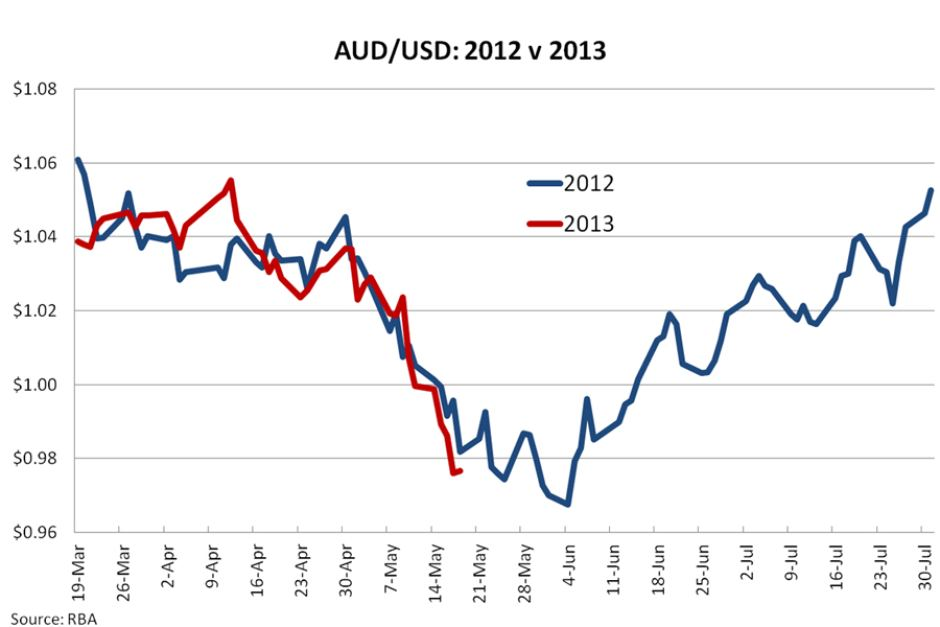 AUD/USD: 2012 v 2013
$1.08
$1.06
$1.04
$1.02
$1.00
$0.98
$0.96
2012
2013
19-Mar
26-Mar
2-Apr
9-Apr
16-Apr
23-Apr
30-Apr
7-May
14-May
21-May
28-May
4-Jun
11-Jun
18-Jun
25-Jun
2-Jul
9-Jul
16-Jul
23-Jul
30-Jul
Source: RBA